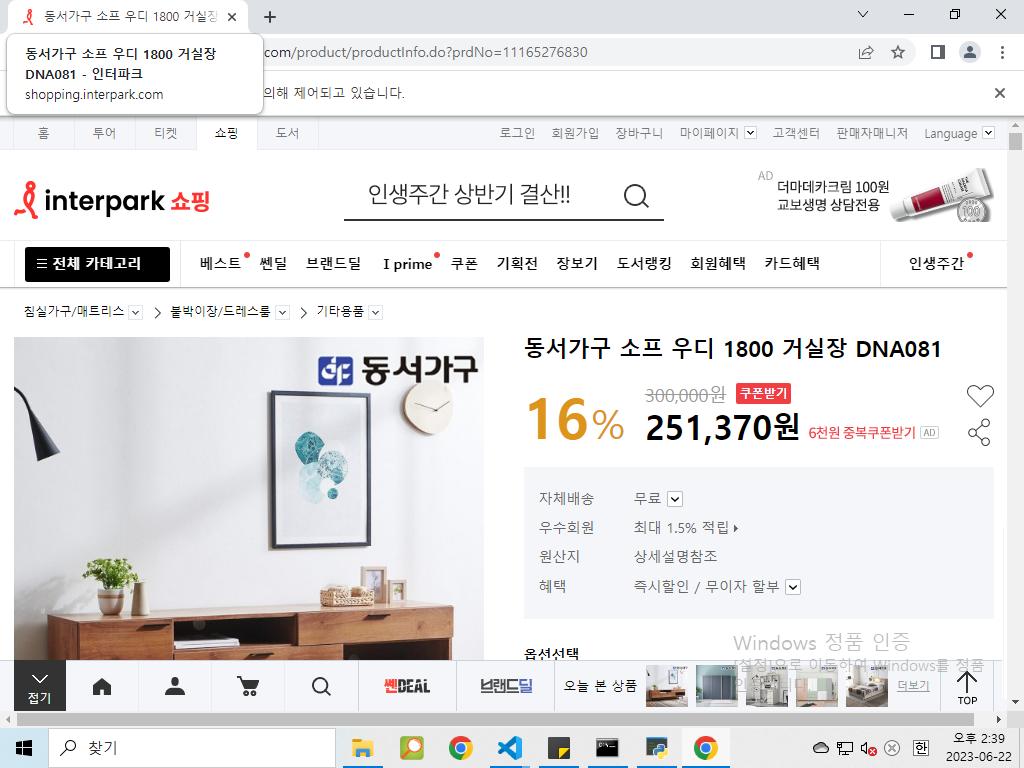 동서가구 소프 우디 1800 거실장
동서가구 소프 우디 1800 거실장
DNA081 - 인터파크
shopping.interpark.com
.com/product/productInfo.do?prdNo=11165276830
의해 제어되고 있습니다.
홈 투어 티켓 쇼핑 도서 로그인 회원가입 장바구니 마이페이지 고객센터 판매자매니저 Language
interpark 쇼핑
인생주간 상반기 결산!!
AD
더마데카크림 100원
교보생명 상담전용
100
전체 카테고리 베스트 쎈딜 브랜드딜 I prime 쿠폰 기획전 장보기 도서랭킹 회원혜택 카드혜택 인생주간
침실가구/매트리스 > 붙박이장/드레스룸 > 기타용품
동서가구
동서가구 소프 우디 1800 거실장 DNA081
16%
300,000원 쿠폰받기
251,370원 6천원 중복쿠폰받기 AD
자체배송 무료
우수회원 최대 1.5% 적립
원산지 상세설명참조
혜택 즉시할인 / 무이자 할부
옵션선택
Windows 정품 인증
[설정]으로 이동하여 Windows를 정품
접기
쎈DEAL
브랜드딜
오늘 본 상품
더보기
TOP
찾기
한
오후 2:39
2023-06-22